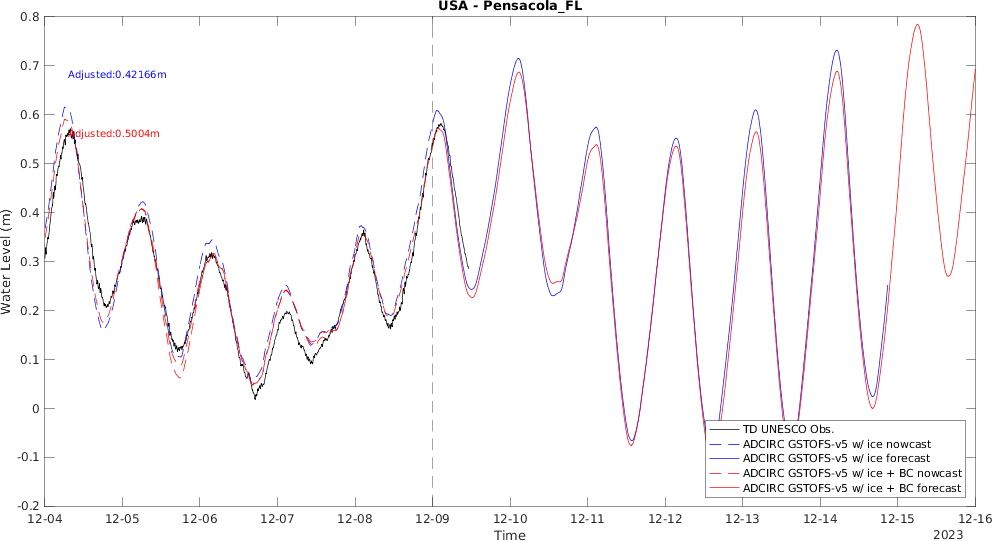 USA - Pensacola_FL
Water Level (m)
0.8
0.7
0.6
0.5
0.4
0.3
0.2
0.1
0
-0.1
-0.2
Adjusted:0.42166m
Adjusted:0.5004m
TD UNESCO Obs.
ADCIRC GSTOFS-v5 w/ ice nowcast
ADCIRC GSTOFS-v5 w/ ice forecast
ADCIRC GSTOFS-v5 w/ ice + BC nowcast
ADCIRC GSTOFS-v5 w/ ice + BC forecast
12-04 12-05 12-06 12-07 12-08 12-09 12-10 12-11 12-12 12-13 12-14 12-15 12-16
Time
2023